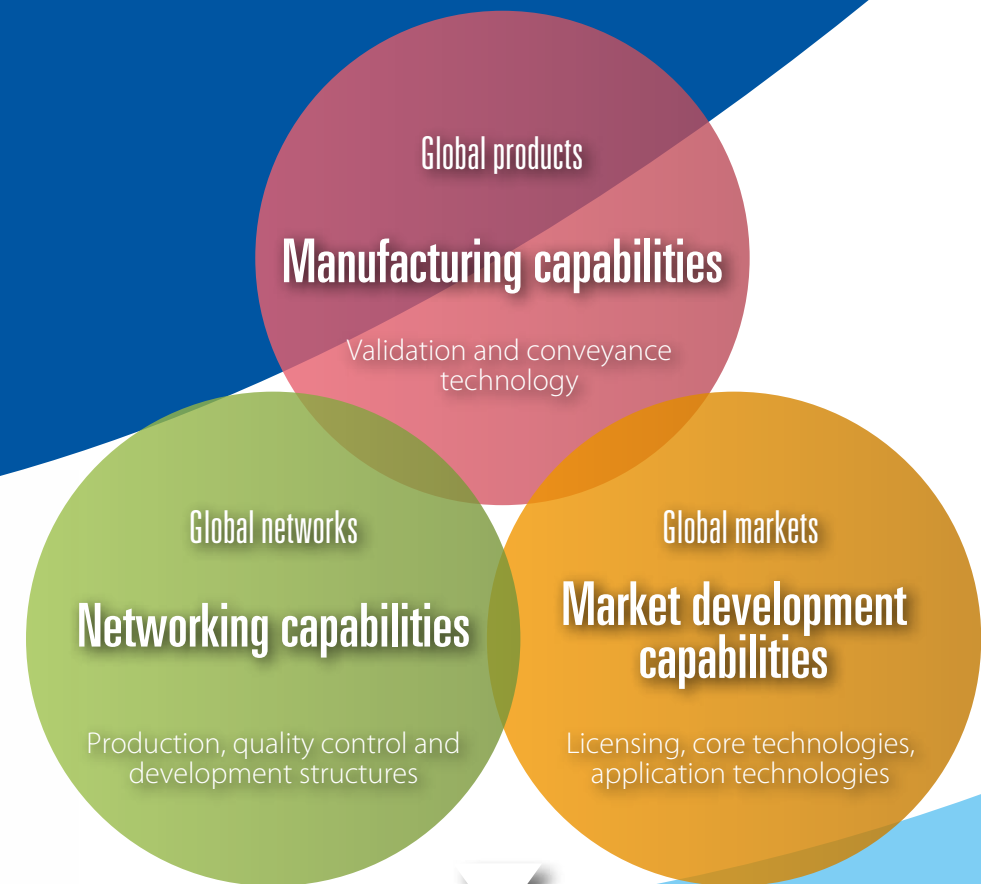 Global products
Manufacturing capabilities
Validation and conveyance
technology
Global networks
Networking capabilities
Production, quality control and
development structures
Global markets
Market development
capabilities
Licensing, core technologies,
application technologies